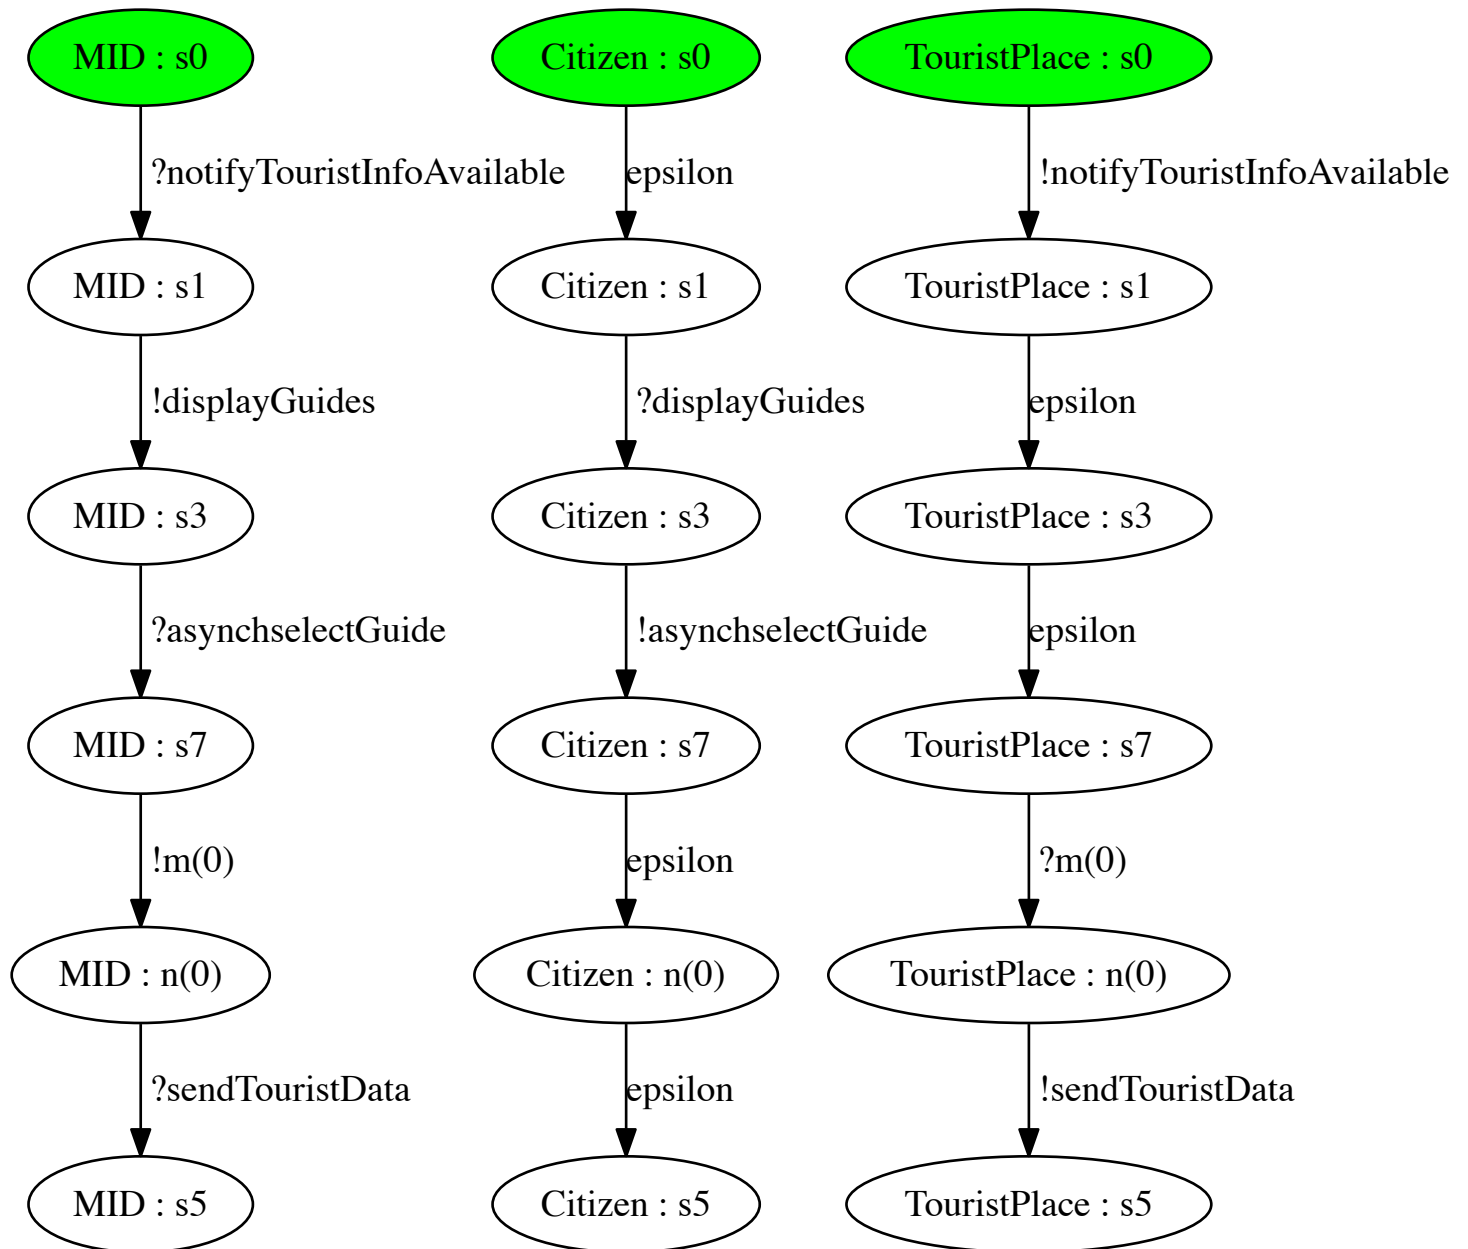 MID : s0
Citizen : s0
TouristPlace : s0
?notifyTouristInfoAvailable
epsilon
!notifyTouristInfoAvailable
MID : s1
Citizen : s1
TouristPlace : s1
!displayGuides
?displayGuides
epsilon
MID : s3
Citizen : s3
TouristPlace : s3
?asynchselectGuide
!asynchselectGuide
epsilon
MID : s7
Citizen : s7
TouristPlace : s7
!m(0)
epsilon
?m(0)
MID : n(0)
Citizen : n(0)
TouristPlace : n(0)
?sendTouristData
epsilon
!sendTouristData
MID : s5
Citizen : s5
TouristPlace : s5